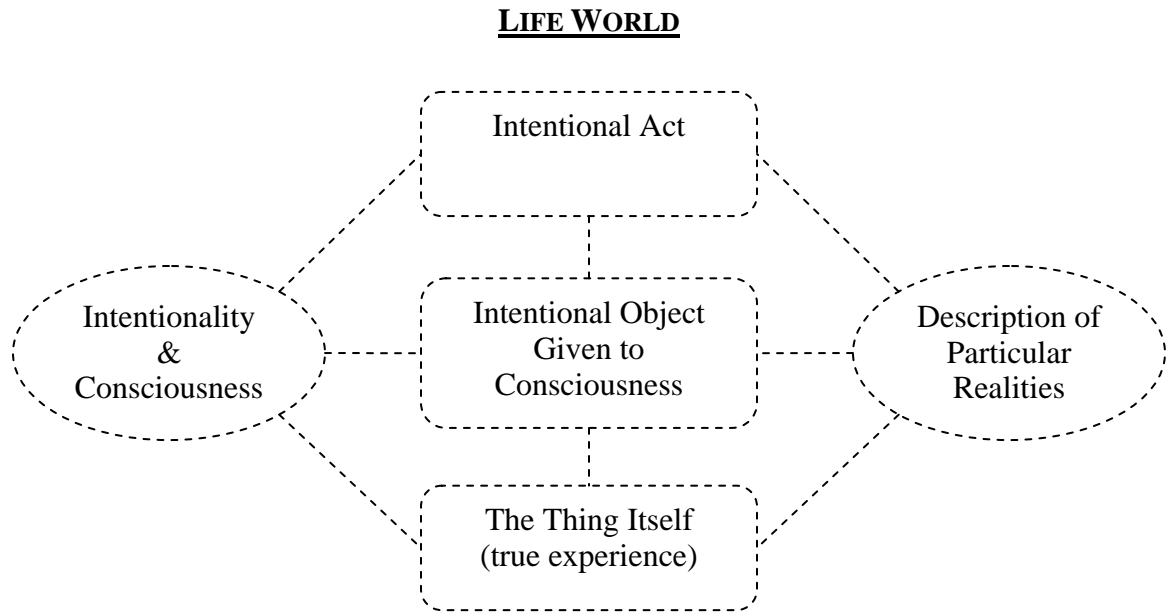 LIFE WORLD
Intentional Act
Intentionality
&
Consciousness
Intentional Object
Given to
Consciousness
Description of
Particular
Realities
The Thing Itself
(true experience)